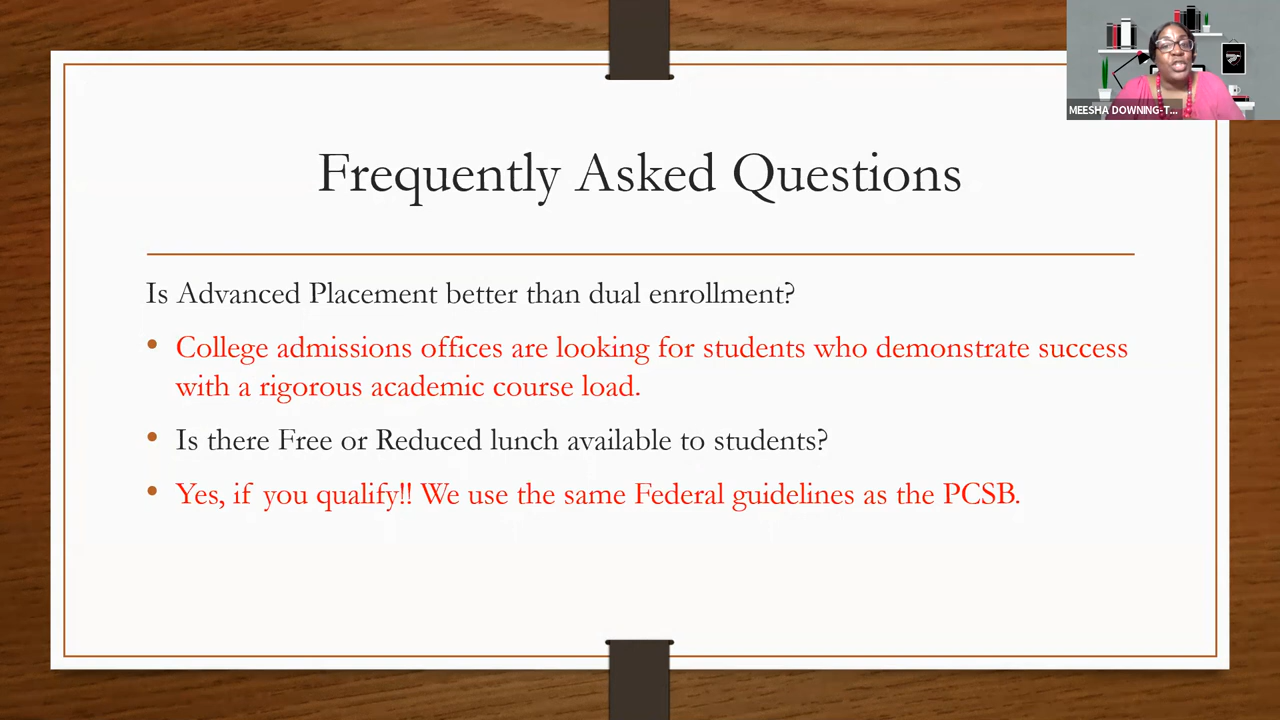 MEESHA DOWNING-T...
Frequently Asked Questions
Is Advanced Placement better than dual enrollment?
• College admissions offices are looking for students who demonstrate success
with a rigorous academic course load.
• Is there Free or Reduced lunch available to students?
• Yes, if you qualify!! We use the same Federal guidelines as the PCSB.